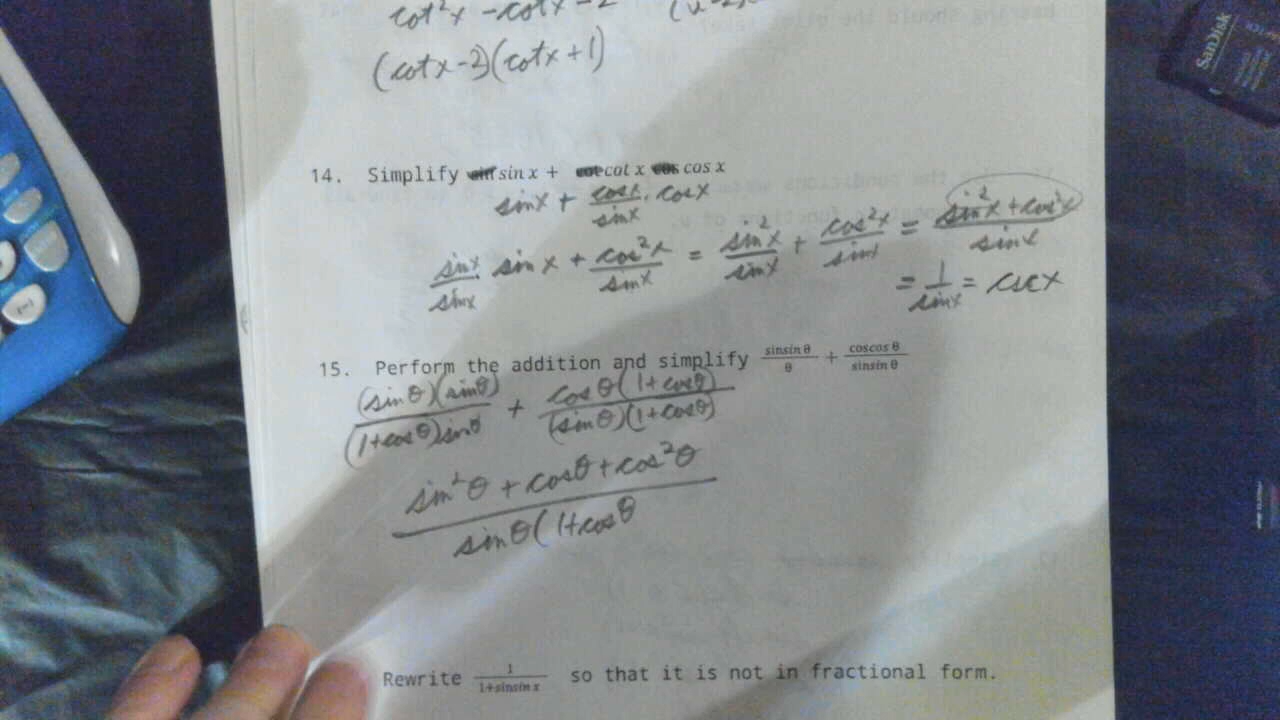 cot²x - cotx - 2
(cotx - 2)(cotx + 1)
14. Simplify sin x + cot x cos x
sinx + cosx/sinx · cosx
sinx/sinx · sinx + cos²x/sinx = sin²x/sinx + cos²x/sinx = sin²x + cos²x/sinx
= 1/sinx = cscx
15. Perform the addition and simplify sinsin θ/θ + coscos θ/sinsin θ
(sinθ)(sinθ)/(1+cosθ)sinθ + cosθ(1+cosθ)/(sinθ)(1+cosθ)
sin²θ + cosθ + cos²θ/sinθ(1+cosθ
Rewrite 1/1+sinsin x so that it is not in fractional form.
SanDisk